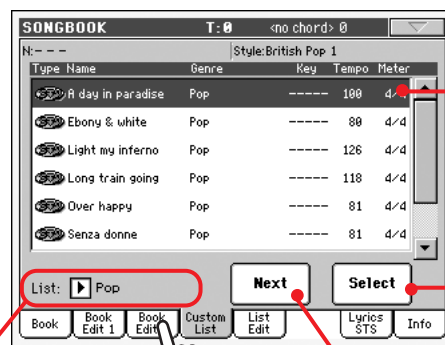 SONGBOOK T:0 <no chord> 0
N:--- Style:British Pop 1
Type Name Genre Key Tempo Meter
A day in paradise Pop ----- 100 4/4
Ebony & white Pop ----- 80 4/4
Light my inferno Pop ----- 126 4/4
Long train going Pop ----- 118 4/4
Over happy Pop ----- 81 4/4
Senza donne Pop ----- 81 4/4
List: Pop Next Select
Book Book Edit 1 Book Edit Custom List List Edit Lyrics STS Info